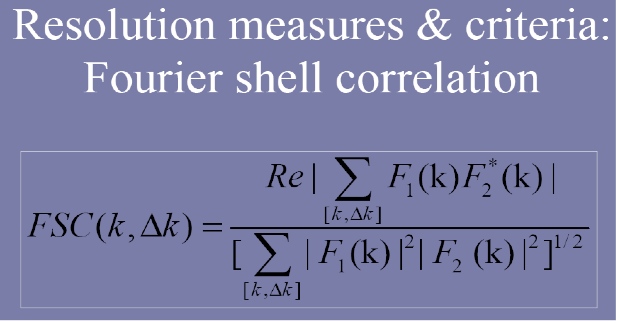 Resolution measures & criteria:
Fourier shell correlation
FSC(k, Δk) = Re | ∑_{[k,Δk]} F₁(k)F₂*(k) | / [ ∑_{[k,Δk]} | F₁(k) |² | F₂ (k) |² ]^{1/2}